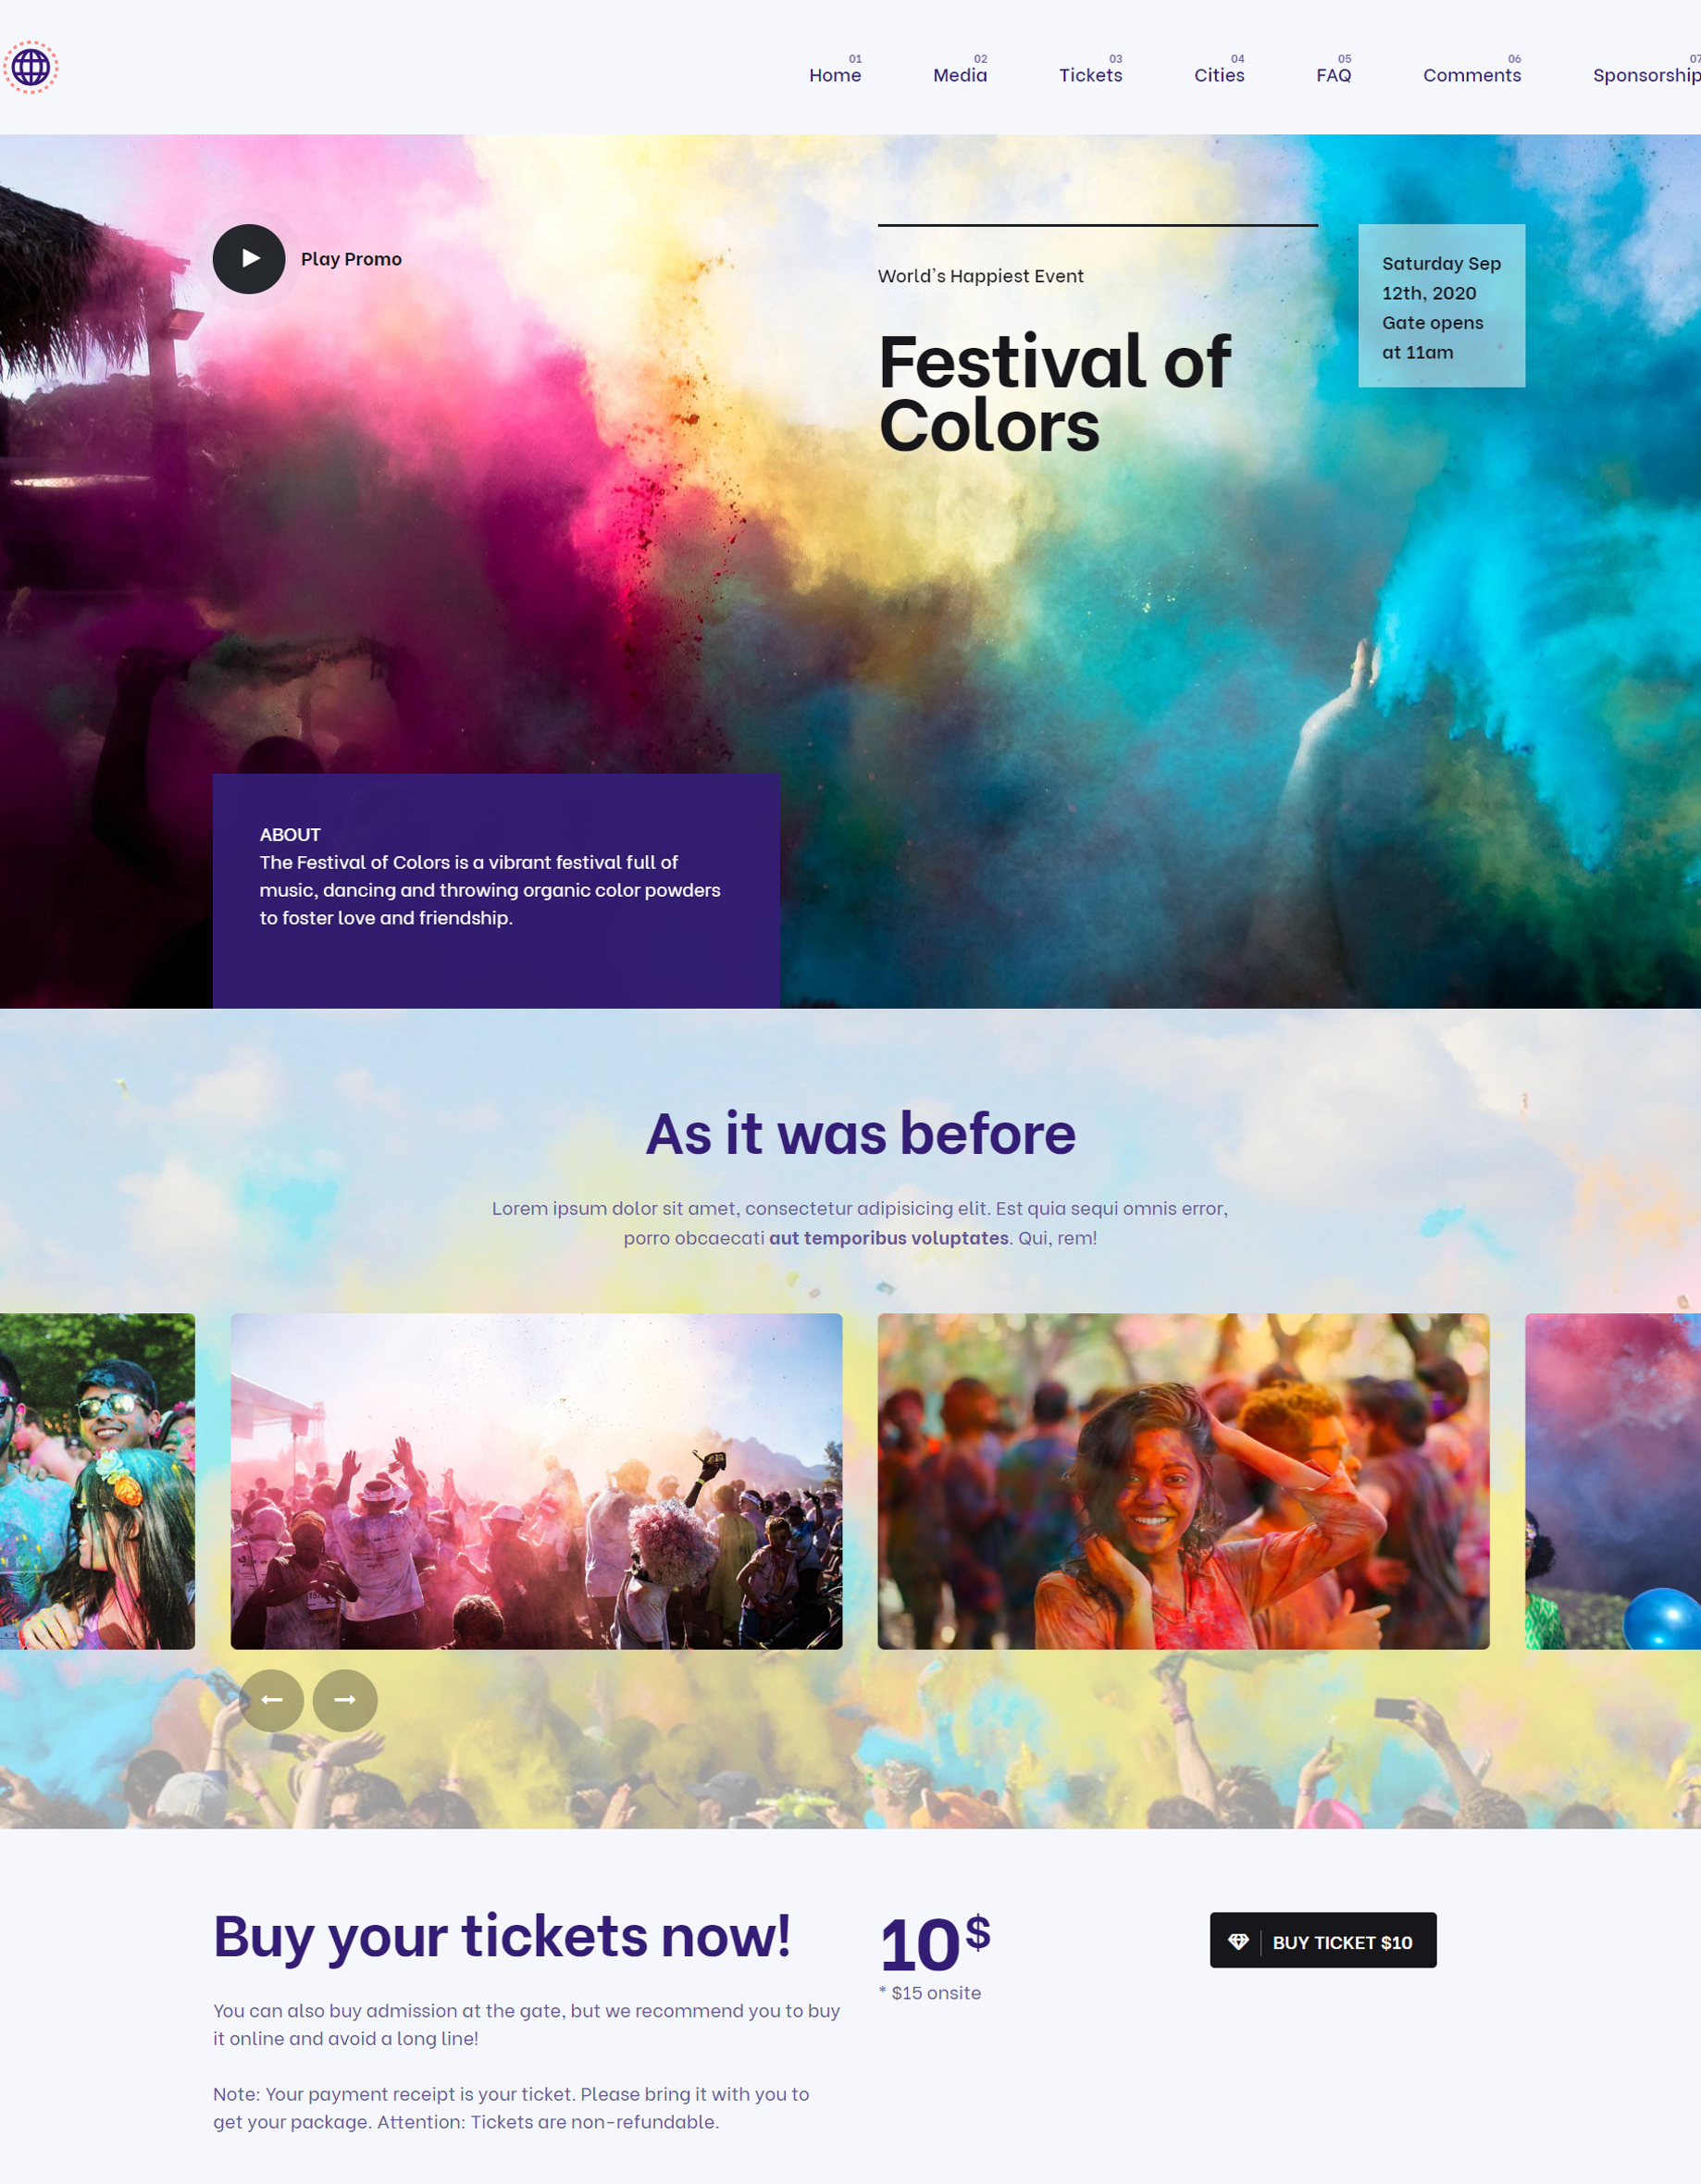 01
Home
02
Media
03
Tickets
04
Cities
05
FAQ
06
Comments
07
Sponsorship
Play Promo
World's Happiest Event
Festival of
Colors
Saturday Sep
12th, 2020
Gate opens
at 11am
ABOUT
The Festival of Colors is a vibrant festival full of
music, dancing and throwing organic color powders
to foster love and friendship.
As it was before
Lorem ipsum dolor sit amet, consectetur adipisicing elit. Est quia sequi omnis error,
porro obcaecati aut temporibus voluptates. Qui, rem!
Buy your tickets now!
You can also buy admission at the gate, but we recommend you to buy
it online and avoid a long line!
Note: Your payment receipt is your ticket. Please bring it with you to
get your package. Attention: Tickets are non-refundable.
10$
* $15 onsite
BUY TICKET $10